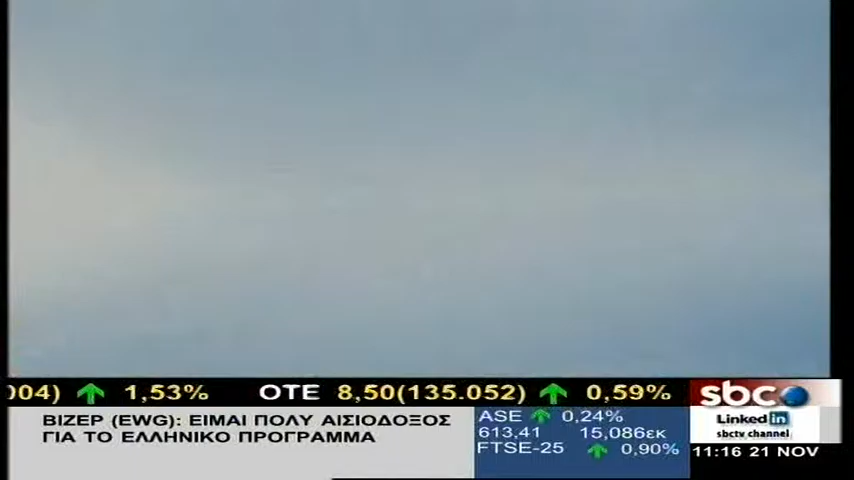 004) 1,53% OTE 8,50(135.052) 0,59%
sbc
ΒΙΖΕΡ (EWG): ΕΙΜΑΙ ΠΟΛΥ ΑΙΣΙΟΔΟΞΟΣ
ΓΙΑ ΤΟ ΕΛΛΗΝΙΚΟ ΠΡΟΓΡΑΜΜΑ
ASE 0,24%
613,41 15,086εκ
FTSE-25 0,90%
Linked in
sbctv channel
11:16 21 NOV